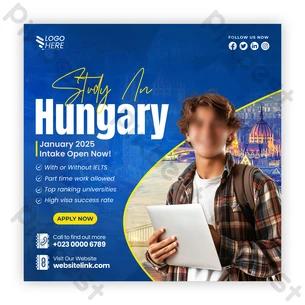 LOGO
HERE
FOLLOW US NOW
Study In
Hungary
January 2025
Intake Open Now!
With or Without IELTS
Part time work allowed
Top ranking universities
High visa success rate
APPLY NOW
Call to find out more
+023 0000 6789
Visit Our Website
websitelink.com